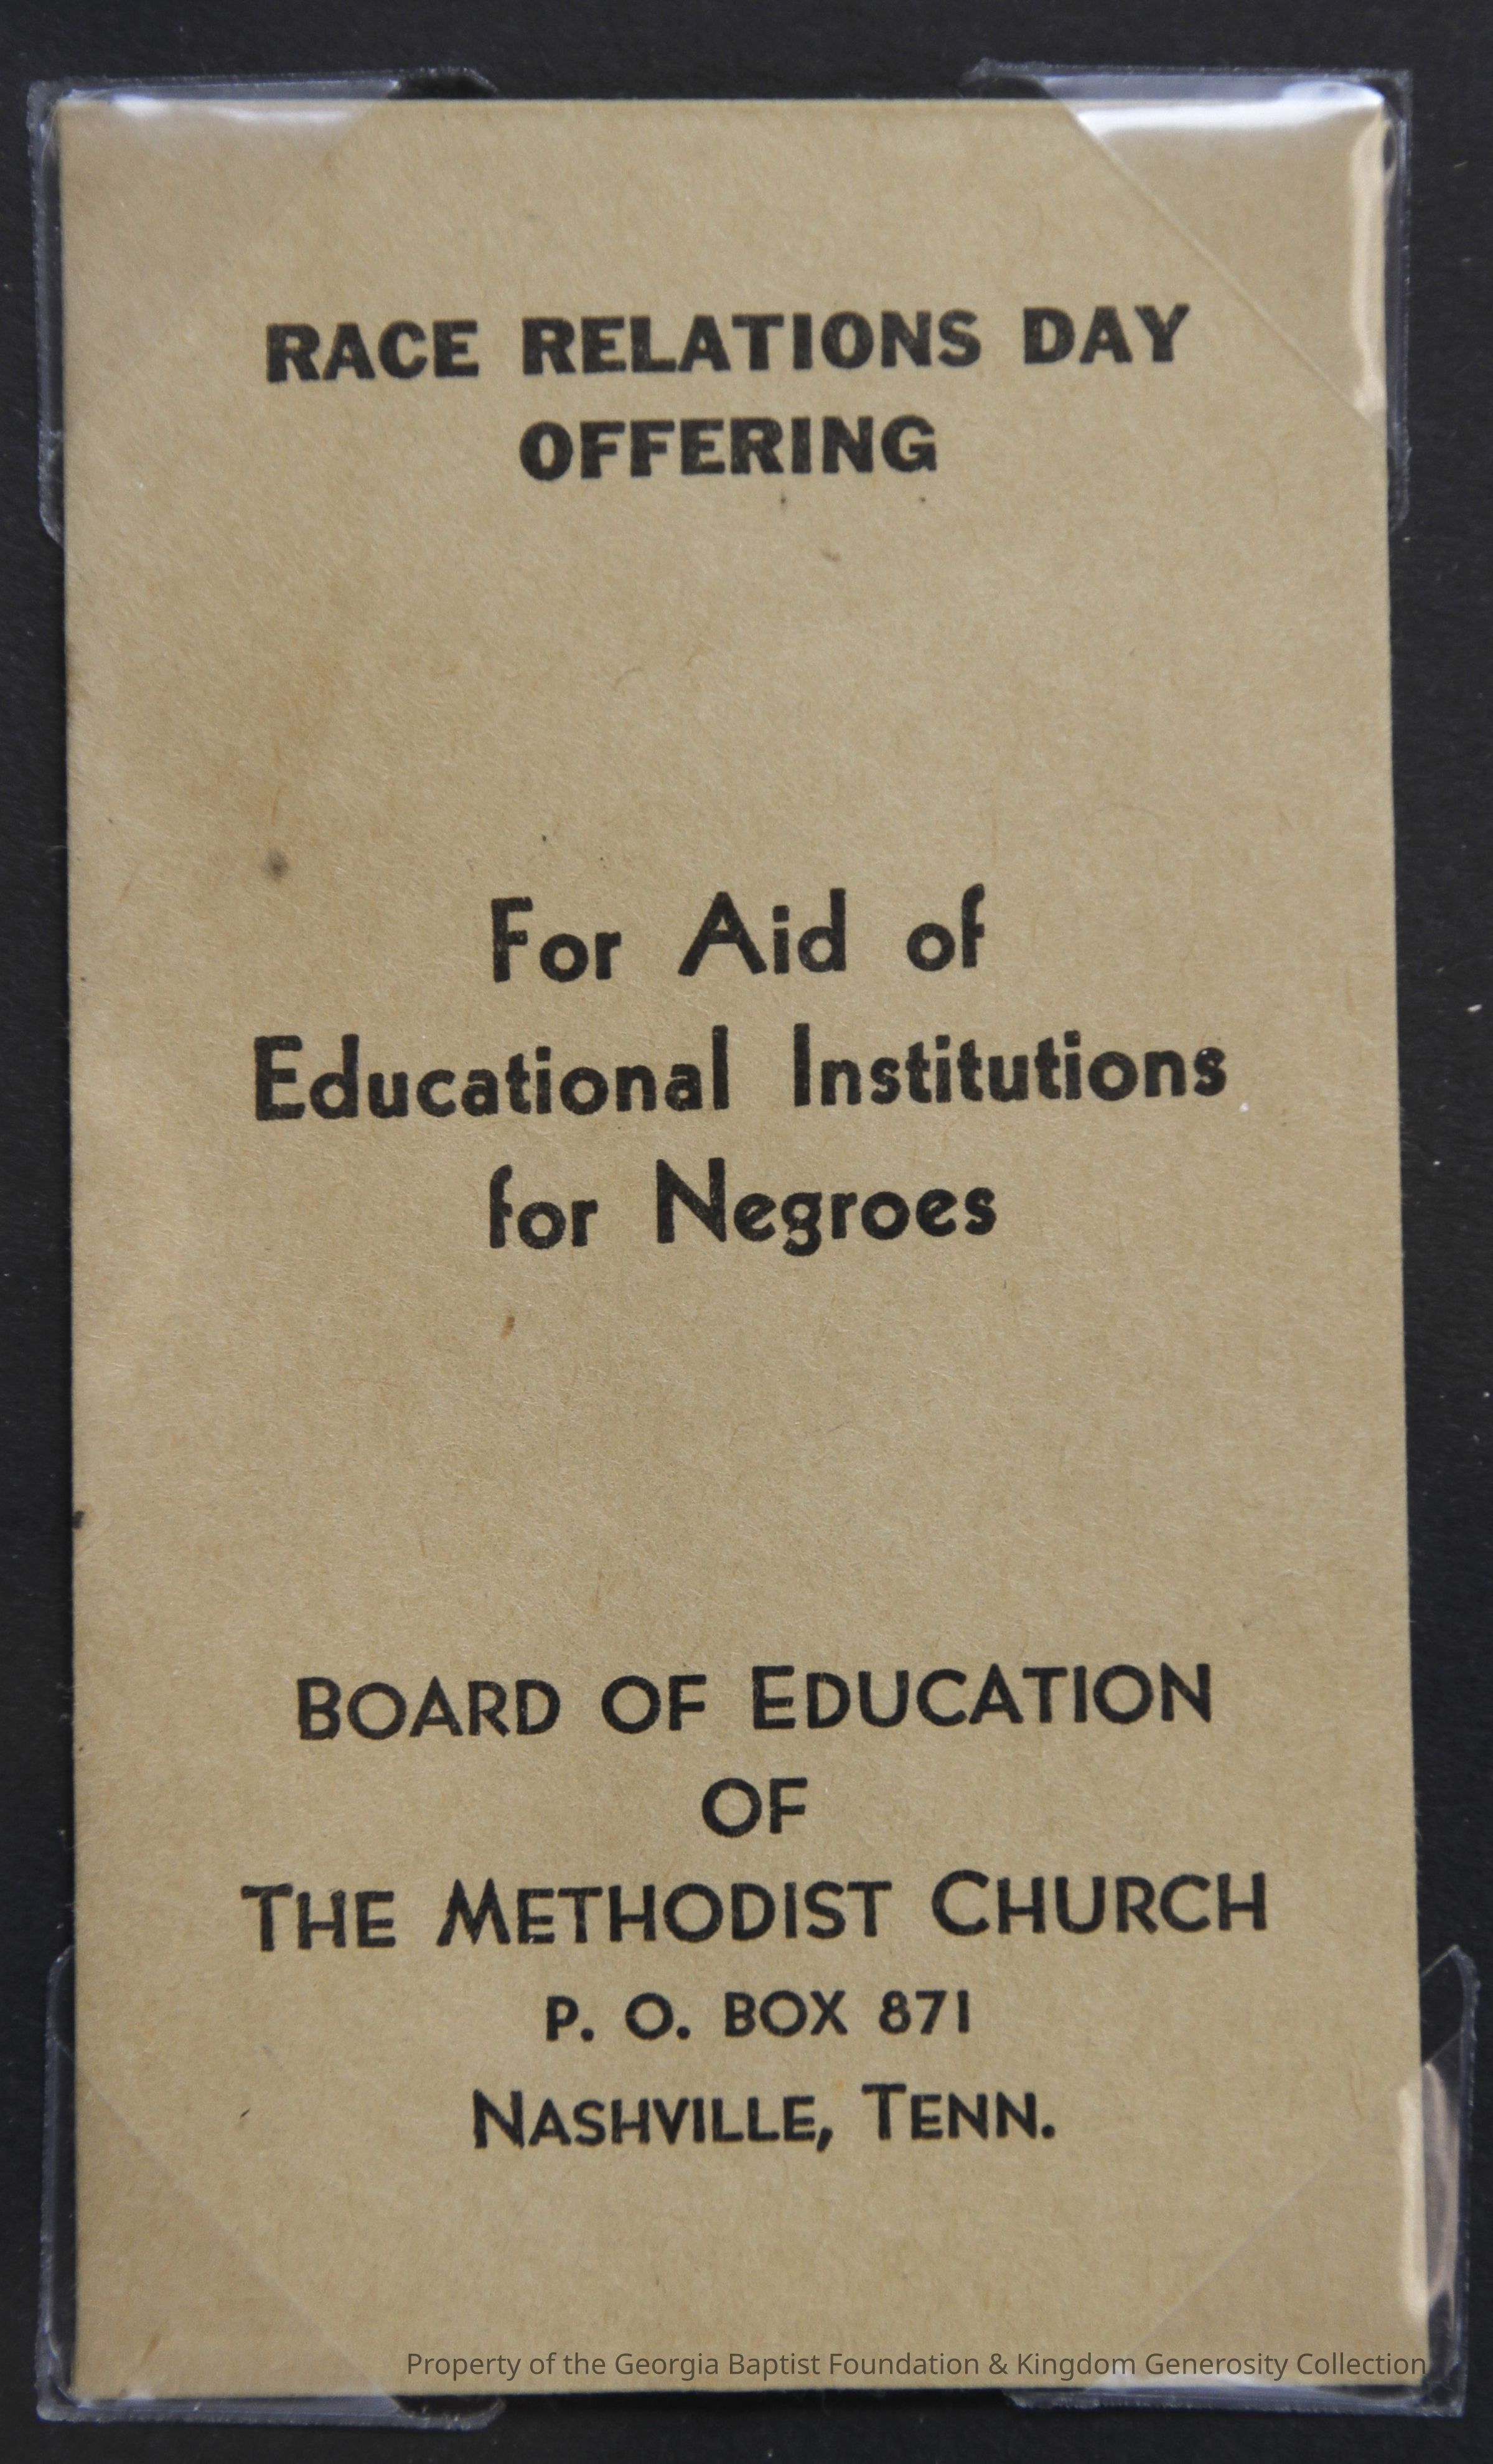 RACE RELATIONS DAY
OFFERING
For Aid of
Educational Institutions
for Negroes
BOARD OF EDUCATION
OF
THE METHODIST CHURCH
P. O. BOX 871
NASHVILLE, TENN.
Property of the Georgia Baptist Foundation & Kingdom Generosity Collection